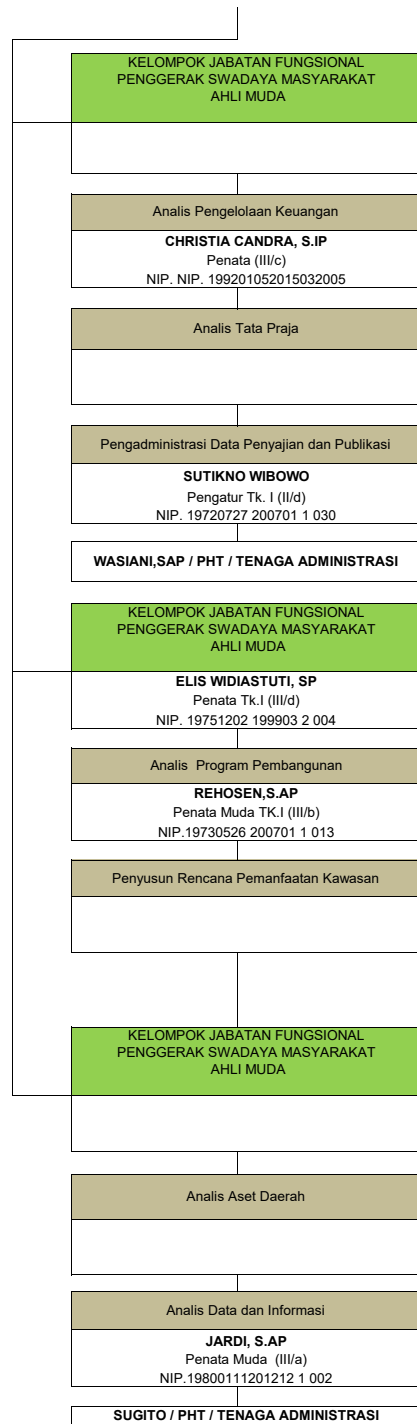 KELOMPOK JABATAN FUNGSIONAL
PENGGERAK SWADAYA MASYARAKAT
AHLI MUDA
Analis Pengelolaan Keuangan
CHRISTIA CANDRA, S.IP
Penata (III/c)
NIP. NIP. 199201052015032005
Analis Tata Praja
Pengadministrasi Data Penyajian dan Publikasi
SUTIKNO WIBOWO
Pengatur Tk. I (II/d)
NIP. 19720727 200701 1 030
WASIANI,SAP / PHT / TENAGA ADMINISTRASI
KELOMPOK JABATAN FUNGSIONAL
PENGGERAK SWADAYA MASYARAKAT
AHLI MUDA
ELIS WIDIASTUTI, SP
Penata Tk.I (III/d)
NIP. 19751202 199903 2 004
Analis  Program Pembangunan
REHOSEN,S.AP
Penata Muda TK.I (III/b)
NIP.19730526 200701 1 013
Penyusun Rencana Pemanfaatan Kawasan
KELOMPOK JABATAN FUNGSIONAL
PENGGERAK SWADAYA MASYARAKAT
AHLI MUDA
Analis Aset Daerah
Analis Data dan Informasi
JARDI, S.AP
Penata Muda  (III/a)
NIP.19800111201212 1 002
SUGITO / PHT / TENAGA ADMINISTRASI